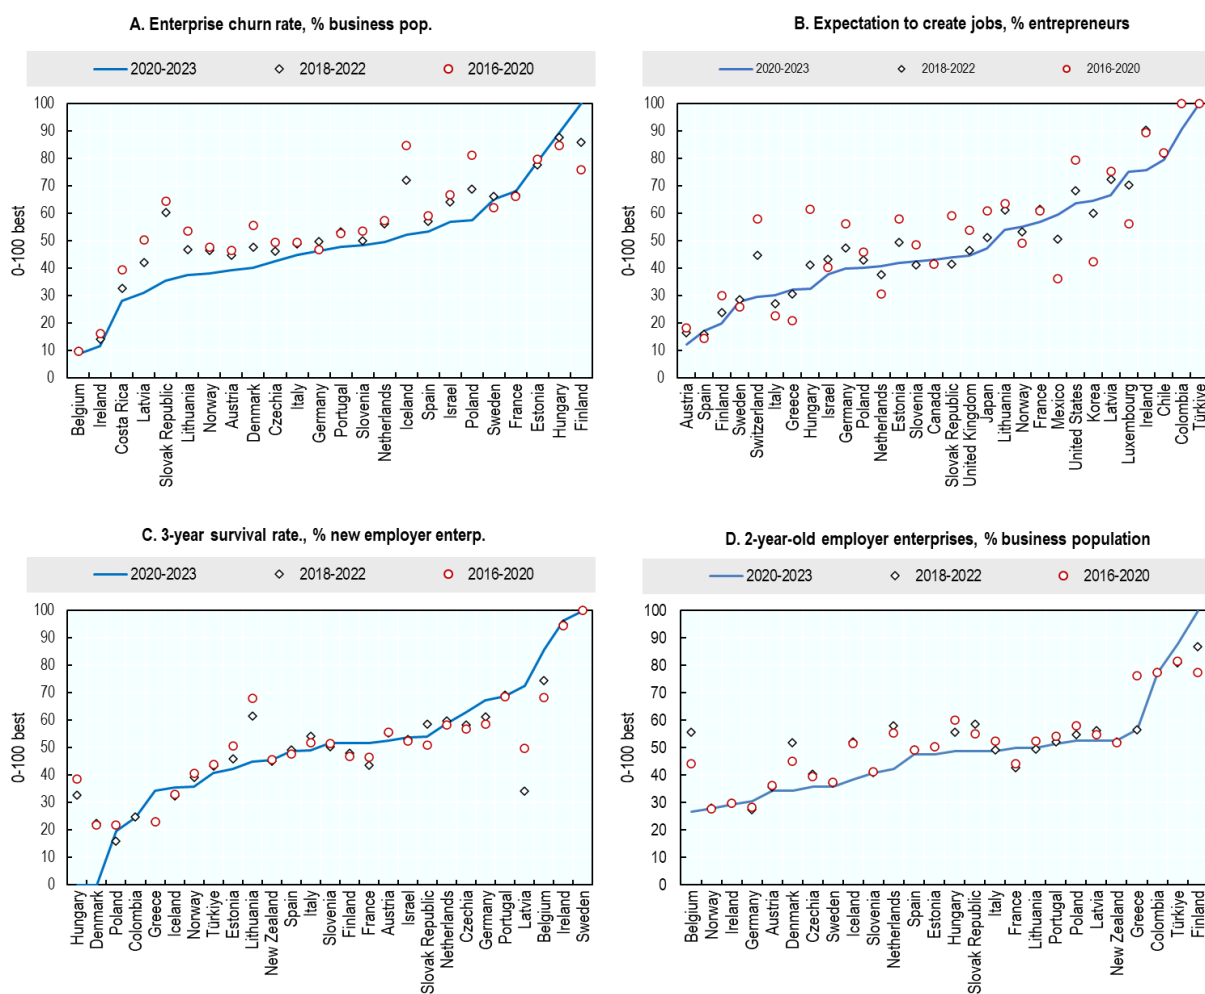 A. Enterprise churn rate, % business pop.
2020-2023
2018-2022
2016-2020
0-100 best
100
90
80
70
60
50
40
30
20
10
0
Belgium
Ireland
Costa Rica
Latvia
Slovak Republic
Lithuania
Norway
Austria
Denmark
Czechia
Italy
Germany
Portugal
Slovenia
Netherlands
Iceland
Spain
Israel
Poland
Sweden
France
Estonia
Hungary
Finland
B. Expectation to create jobs, % entrepreneurs
2020-2023
2018-2022
2016-2020
0-100 best
100
90
80
70
60
50
40
30
20
10
0
Austria
Spain
Finland
Sweden
Switzerland
Italy
Greece
Hungary
Israel
Germany
Poland
Netherlands
Estonia
Slovenia
Canada
Slovak Republic
United Kingdom
Japan
Lithuania
Norway
France
Mexico
United States
Korea
Latvia
Luxembourg
Ireland
Chile
Colombia
Türkiye
C. 3-year survival rate., % new employer enterp.
2020-2023
2018-2022
2016-2020
0-100 best
100
90
80
70
60
50
40
30
20
10
0
Hungary
Denmark
Poland
Colombia
Greece
Iceland
Norway
Türkiye
Estonia
Lithuania
New Zealand
Spain
Italy
Slovenia
Finland
France
Austria
Israel
Slovak Republic
Netherlands
Czechia
Germany
Portugal
Latvia
Belgium
Ireland
Sweden
D. 2-year-old employer enterprises, % business population
2020-2023
2018-2022
2016-2020
0-100 best
100
90
80
70
60
50
40
30
20
10
0
Belgium
Norway
Ireland
Germany
Austria
Denmark
Czechia
Sweden
Iceland
Slovenia
Netherlands
Spain
Estonia
Hungary
Slovak Republic
Italy
France
Lithuania
Portugal
Poland
Latvia
New Zealand
Greece
Colombia
Türkiye
Finland